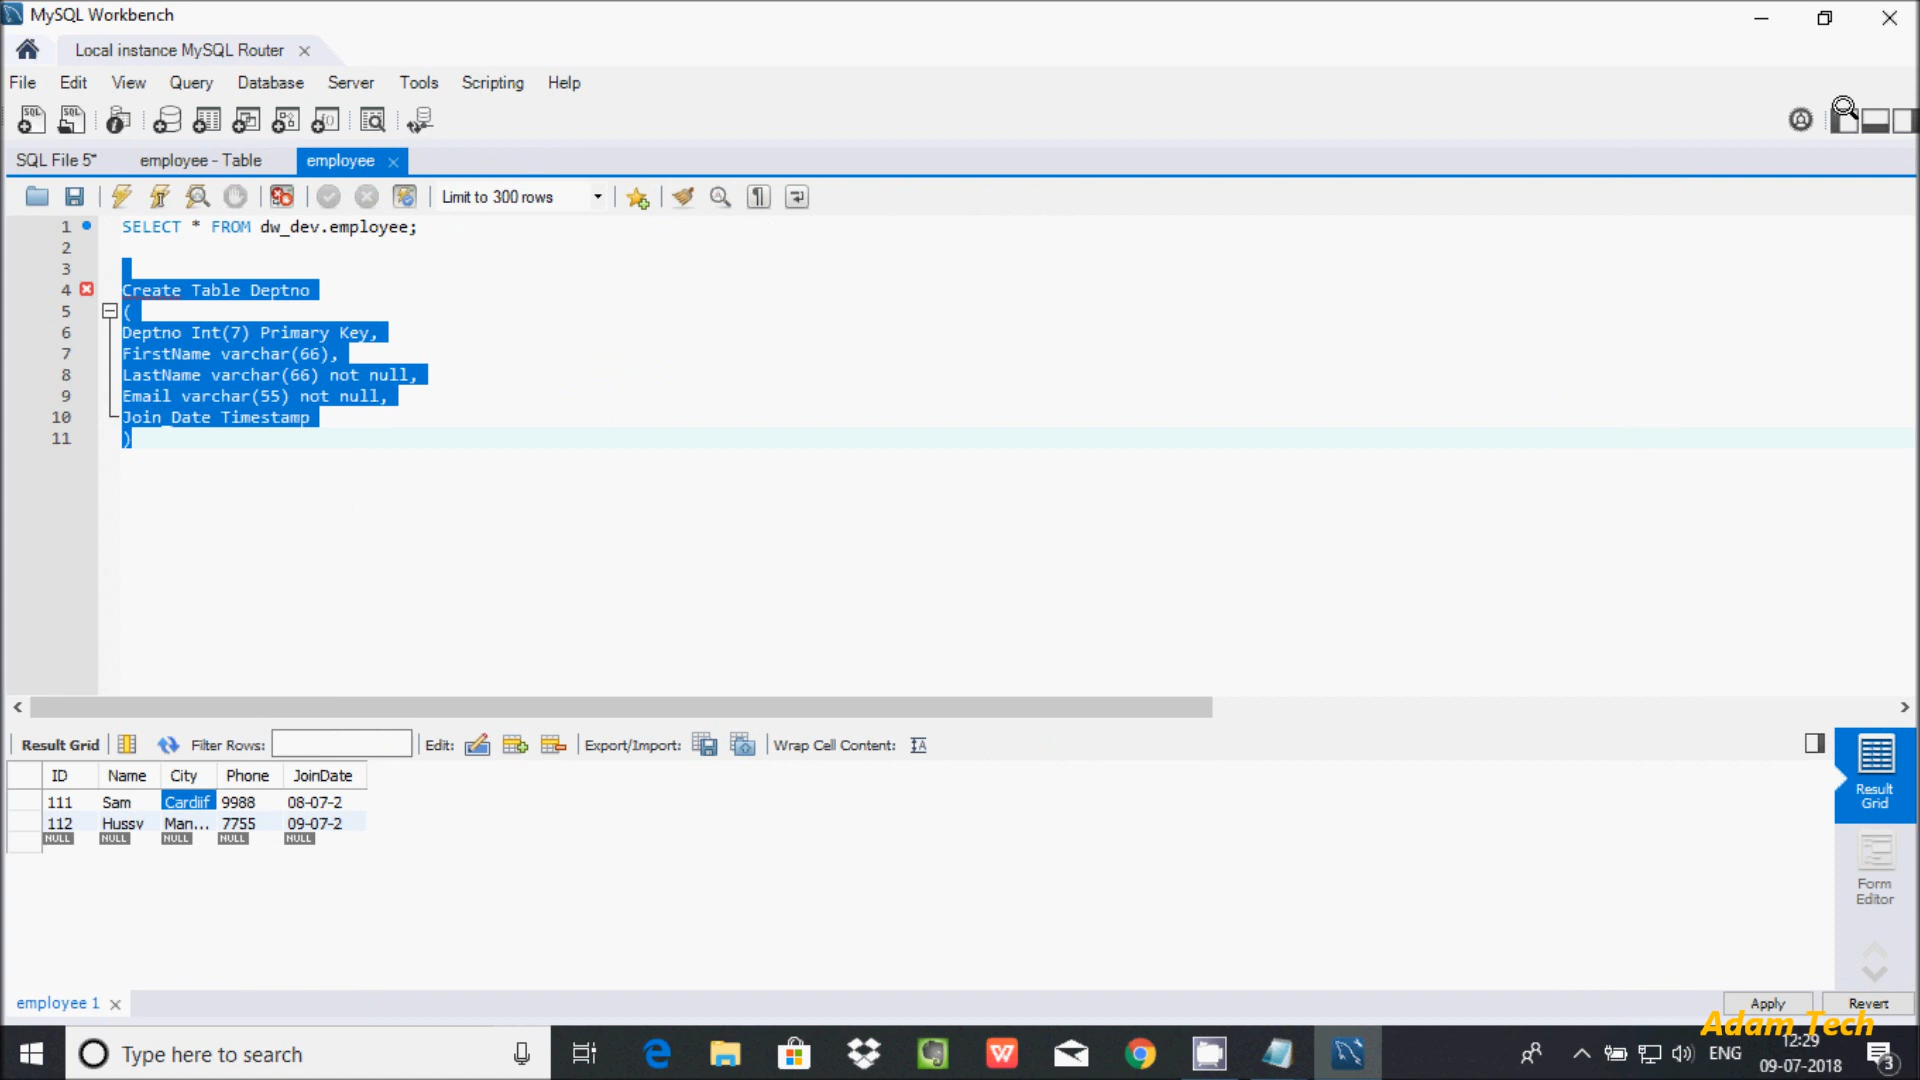 MySQL Workbench
Local instance MySQL Router
File Edit View Query Database Server Tools Scripting Help
SQL SQL
SQL File 5* employee - Table employee
Limit to 300 rows
1 SELECT * FROM dw_dev.employee;
2
3
4 Create Table Deptno
5 (
6 Deptno Int(7) Primary Key,
7 FirstName varchar(66),
8 LastName varchar(66) not null,
9 Email varchar(55) not null,
10 Join_Date Timestamp
11 )
Result Grid Filter Rows: Edit: Export/Import: Wrap Cell Content:
ID Name City Phone JoinDate
111 Sam Cardiif 9988 08-07-2
112 Hussy Man... 7755 09-07-2
NULL NULL NULL NULL NULL
Result
Grid
Form
Editor
employee 1 Apply Revert
Adam Tech
Type here to search ENG 12:29
09-07-2018 3